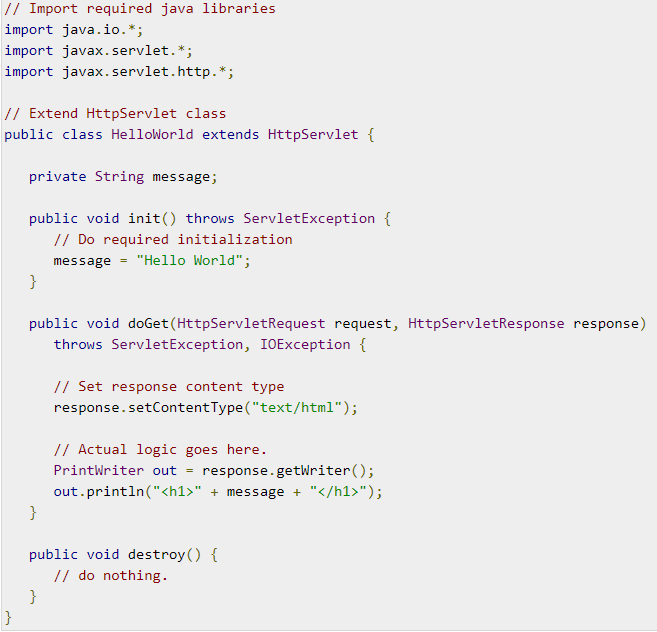 // Import required java libraries
import java.io.*;
import javax.servlet.*;
import javax.servlet.http.*;

// Extend HttpServlet class
public class HelloWorld extends HttpServlet {

   private String message;

   public void init() throws ServletException {
      // Do required initialization
      message = "Hello World";
   }

   public void doGet(HttpServletRequest request, HttpServletResponse response)
      throws ServletException, IOException {

      // Set response content type
      response.setContentType("text/html");

      // Actual logic goes here.
      PrintWriter out = response.getWriter();
      out.println("<h1>" + message + "</h1>");
   }

   public void destroy() {
      // do nothing.
   }
}